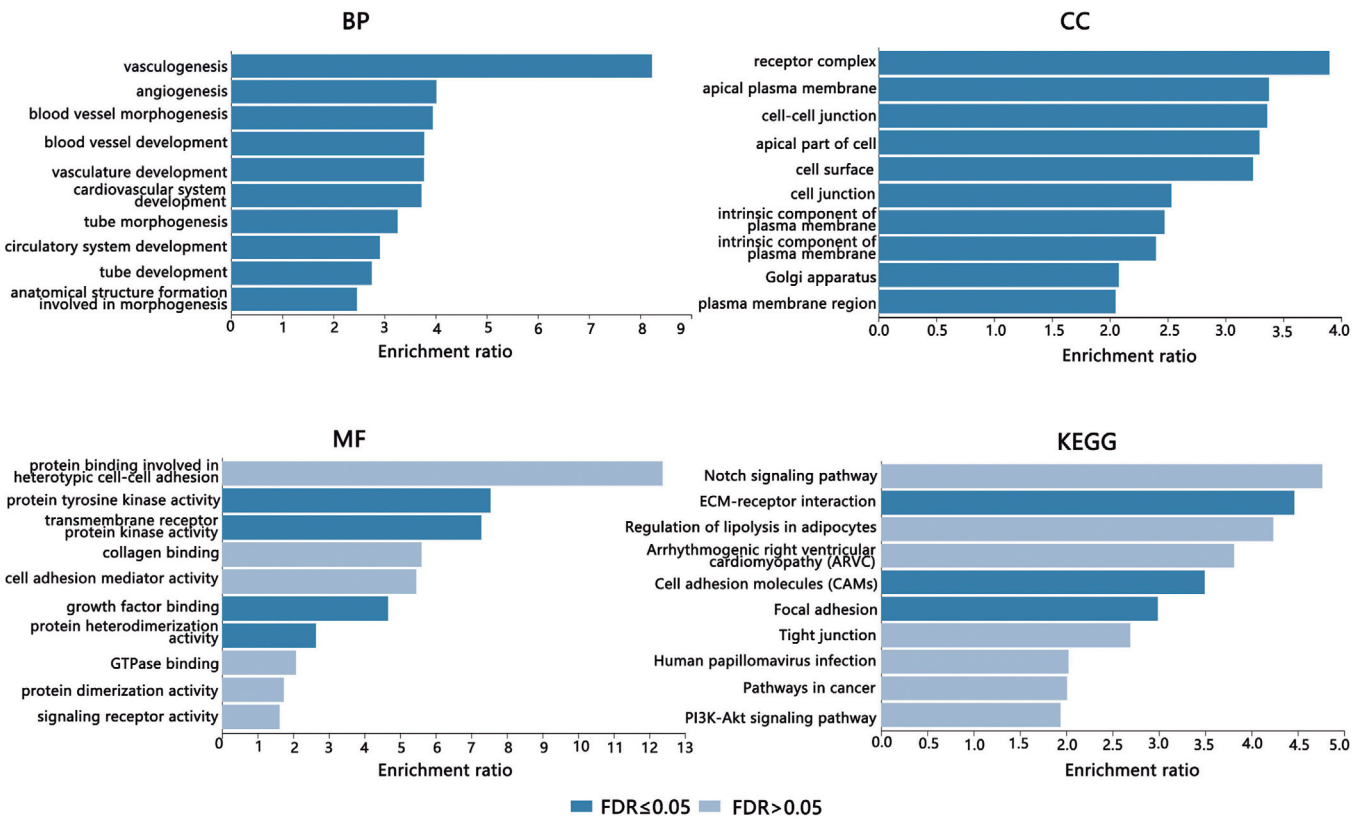 BP
vasculogenesis
angiogenesis
blood vessel morphogenesis
blood vessel development
vasculature development
cardiovascular system
development
tube morphogenesis
circulatory system development
tube development
anatomical structure formation
involved in morphogenesis
0 1 2 3 4 5 6 7 8 9
Enrichment ratio
CC
receptor complex
apical plasma membrane
cell-cell junction
apical part of cell
cell surface
cell junction
intrinsic component of
plasma membrane
intrinsic component of
plasma membrane
Golgi apparatus
plasma membrane region
0.0 0.5 1.0 1.5 2.0 2.5 3.0 3.5 4.0
Enrichment ratio
MF
protein binding involved in
heterotypic cell-cell adhesion
protein tyrosine kinase activity
transmembrane receptor
protein kinase activity
collagen binding
cell adhesion mediator activity
growth factor binding
protein heterodimerization
activity
GTPase binding
protein dimerization activity
signaling receptor activity
0 1 2 3 4 5 6 7 8 9 10 11 12 13
Enrichment ratio
KEGG
Notch signaling pathway
ECM-receptor interaction
Regulation of lipolysis in adipocytes
Arrhythmogenic right ventricular
cardiomyopathy (ARVC)
Cell adhesion molecules (CAMs)
Focal adhesion
Tight junction
Human papillomavirus infection
Pathways in cancer
PI3K-Akt signaling pathway
0.0 0.5 1.0 1.5 2.0 2.5 3.0 3.5 4.0 4.5 5.0
Enrichment ratio
FDR≤0.05 FDR>0.05